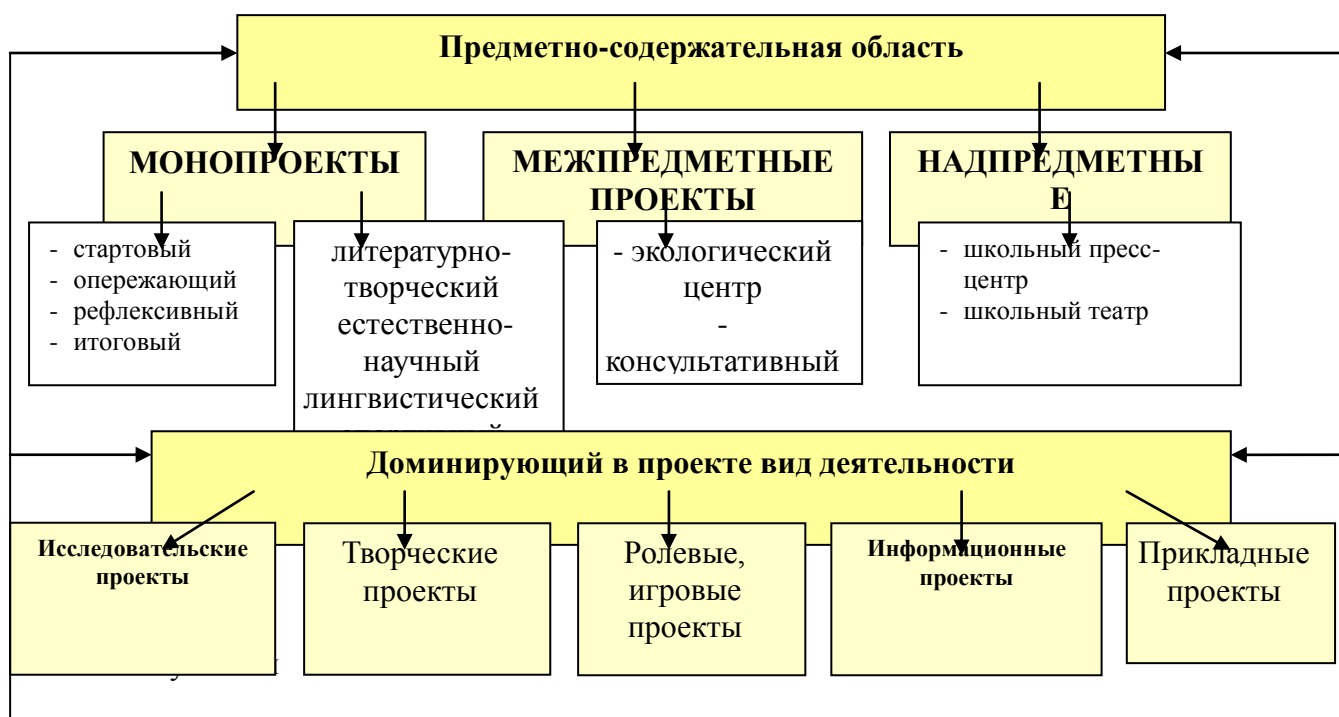 Предметно-содержательная область
МОНОПРОЕКТЫ
МЕЖПРЕДМЕТНЫЕ
ПРОЕКТЫ
НАДПРЕДМЕТНЫ
Е
- стартовый
- опережающий
- рефлексивный
- итоговый
литературно-
творческий
естественно-
научный
лингвистический
- экологический
центр
-
консультативный
- школьный пресс-
центр
- школьный театр
Доминирующий в проекте вид деятельности
Исследовательские
проекты
Творческие
проекты
Ролевые,
игровые
проекты
Информационные
проекты
Прикладные
проекты